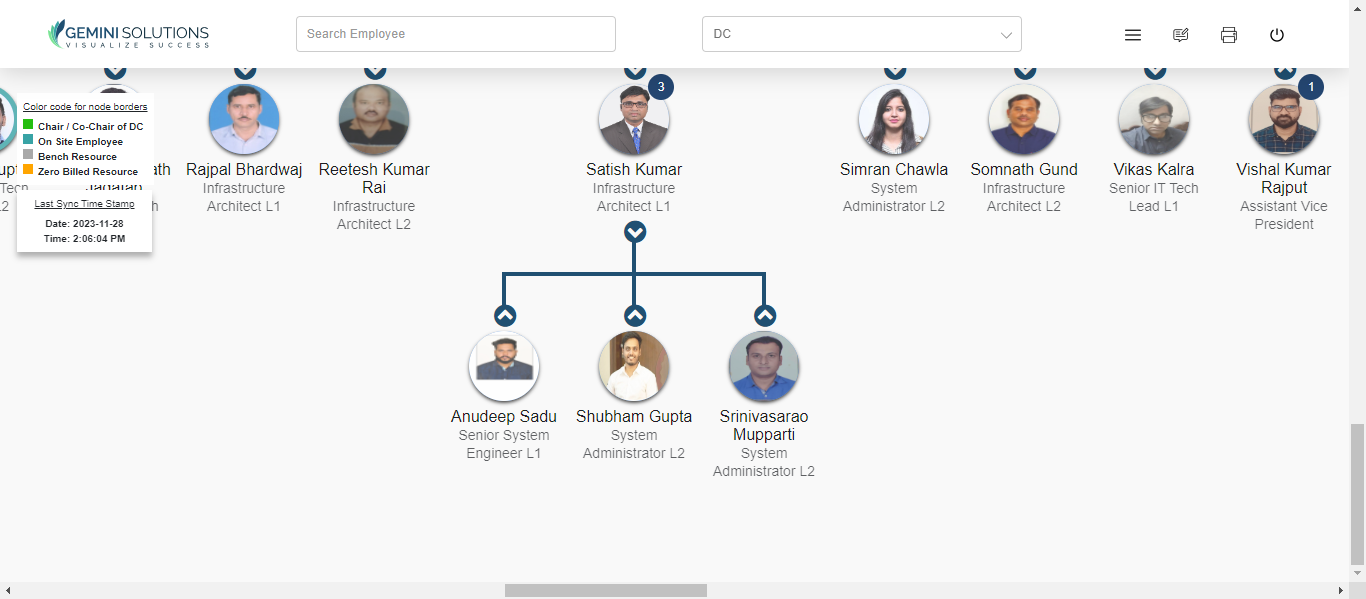 GEMINI SOLUTIONS
VISUALIZE SUCCESS
Search Employee
DC
Color code for node borders
Chair / Co-Chair of DC
On Site Employee
Bench Resource
Zero Billed Resource
Last Sync Time Stamp
Date: 2023-11-28
Time: 2:06:04 PM
Tech
Rajpal Bhardwaj
Infrastructure
Architect L1
Reetesh Kumar
Rai
Infrastructure
Architect L2
3
Satish Kumar
Infrastructure
Architect L1
Simran Chawla
System
Administrator L2
Somnath Gund
Infrastructure
Architect L2
Vikas Kalra
Senior IT Tech
Lead L1
1
Vishal Kumar
Rajput
Assistant Vice
President
Anudeep Sadu
Senior System
Engineer L1
Shubham Gupta
System
Administrator L2
Srinivasarao
Mupparti
System
Administrator L2